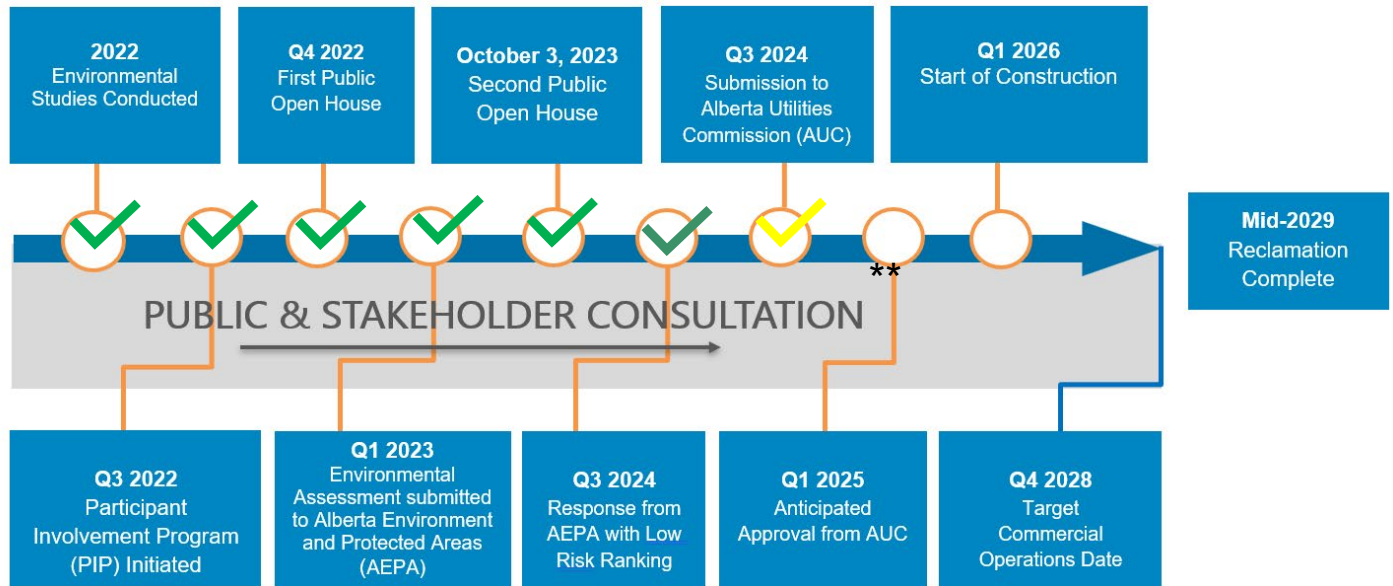 2022
Environmental
Studies Conducted
Q4 2022
First Public
Open House
October 3, 2023
Second Public
Open House
Q3 2024
Submission to
Alberta Utilities
Commission (AUC)
Q1 2026
Start of Construction
Mid-2029
Reclamation
Complete
**
PUBLIC & STAKEHOLDER CONSULTATION
Q3 2022
Participant
Involvement Program
(PIP) Initiated
Q1 2023
Environmental
Assessment submitted
to Alberta Environment
and Protected Areas
(AEPA)
Q3 2024
Response from
AEPA with Low
Risk Ranking
Q1 2025
Anticipated
Approval from AUC
Q4 2028
Target
Commercial
Operations Date